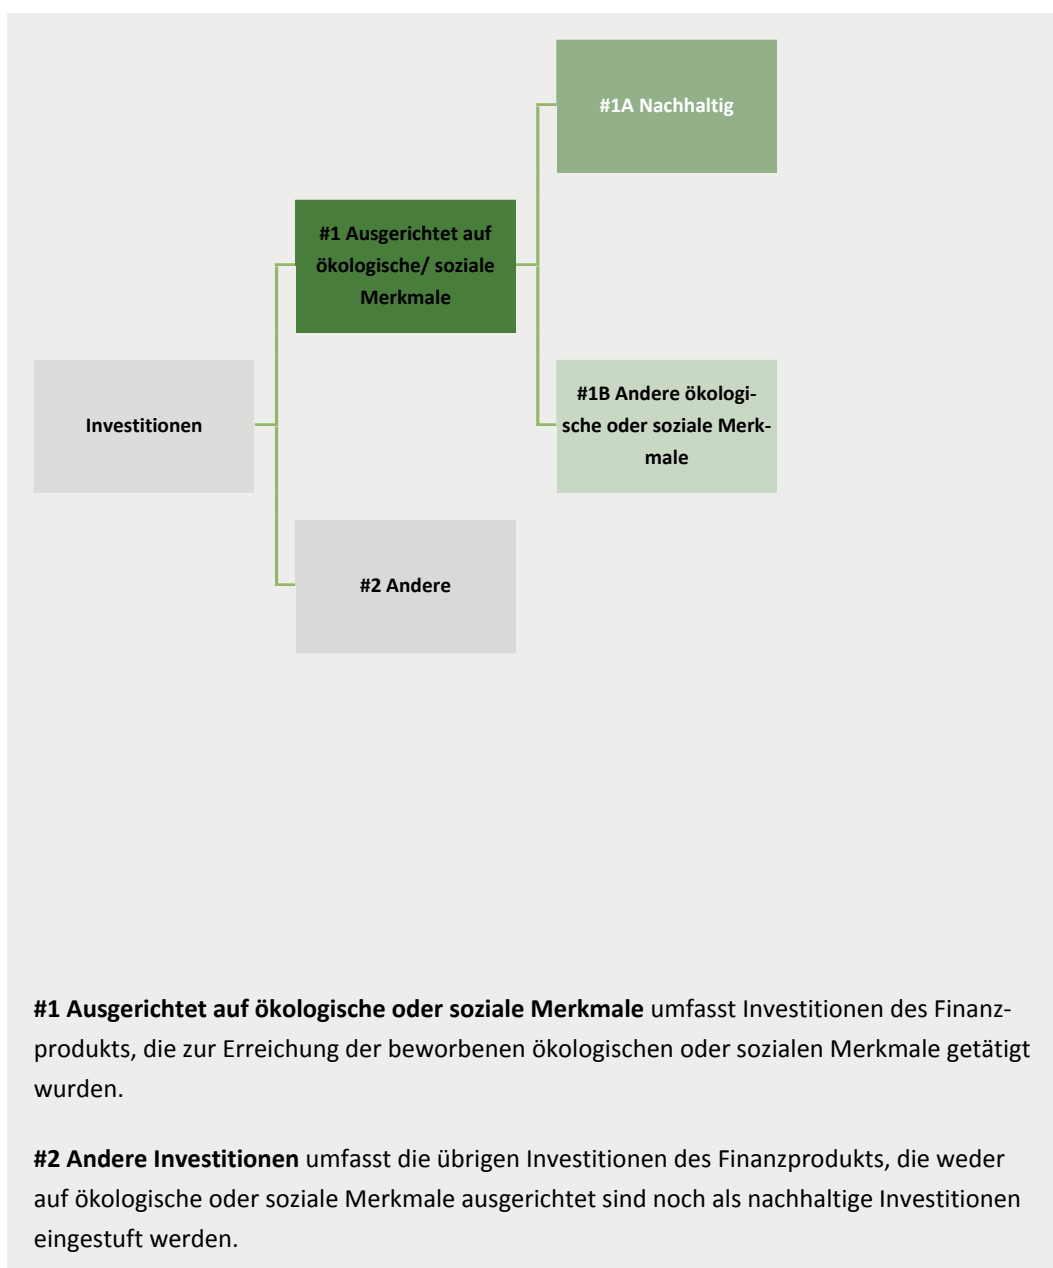 #1A Nachhaltig
#1 Ausgerichtet auf
ökologische/ soziale
Merkmale
Investitionen
#1B Andere ökologi-
sche oder soziale Merk-
male
#2 Andere
#1 Ausgerichtet auf ökologische oder soziale Merkmale umfasst Investitionen des Finanz-
produkts, die zur Erreichung der beworbenen ökologischen oder sozialen Merkmale getätigt
wurden.
#2 Andere Investitionen umfasst die übrigen Investitionen des Finanzprodukts, die weder
auf ökologische oder soziale Merkmale ausgerichtet sind noch als nachhaltige Investitionen
eingestuft werden.